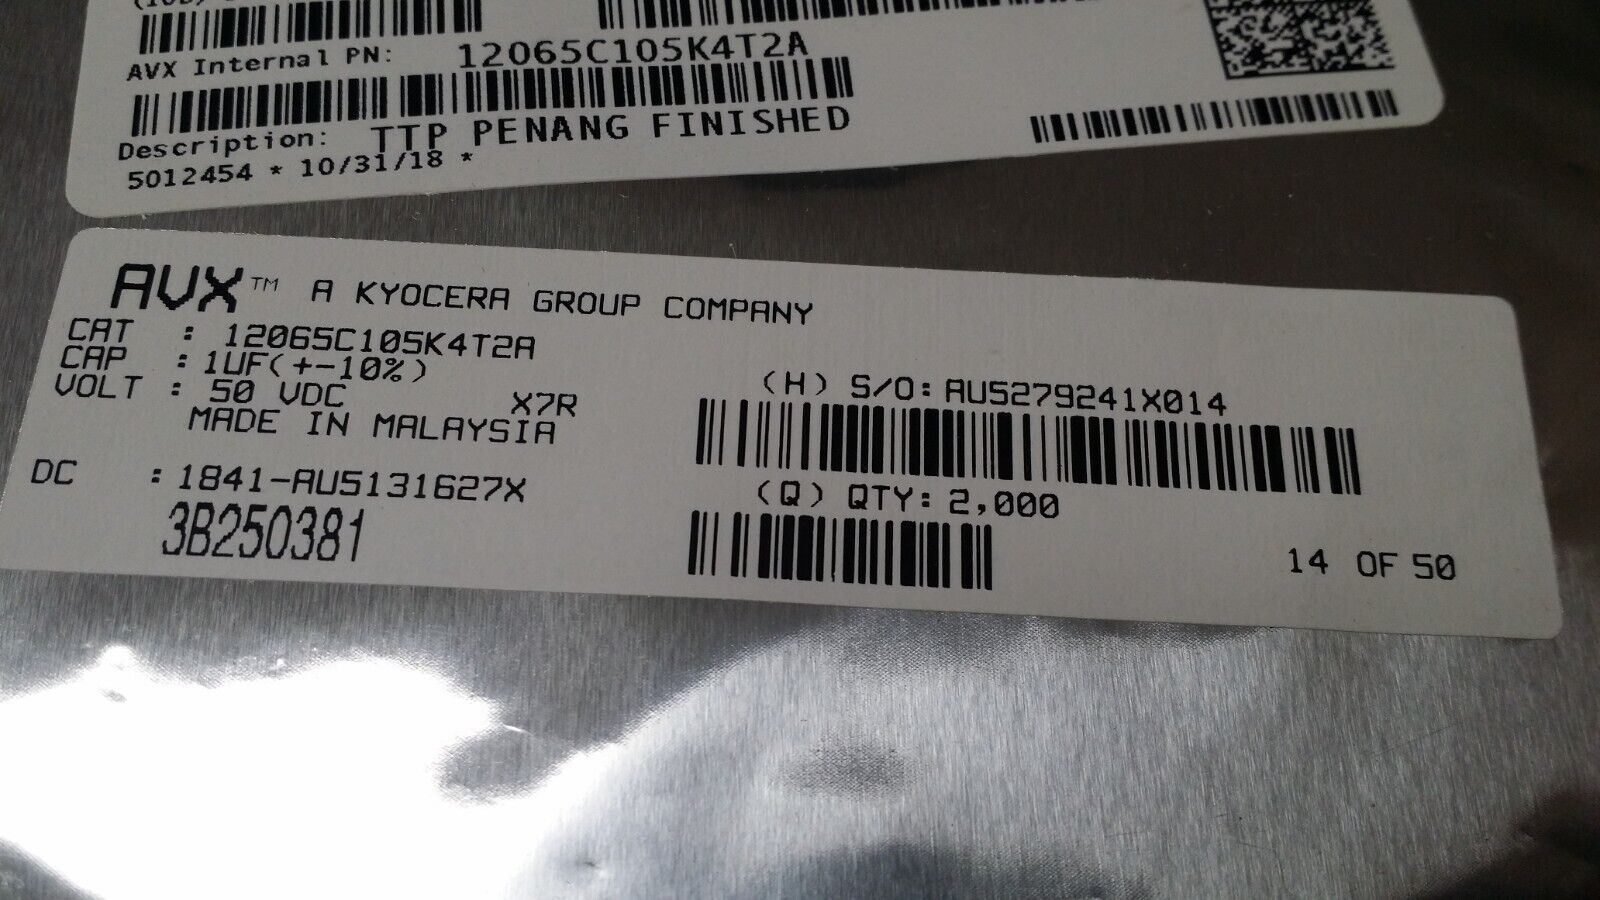 AVX Internal PN: 12065C105K4T2A
Description: TTP PENANG FINISHED
5012454 * 10/31/18 *
AVX™ A KYOCERA GROUP COMPANY
CAT : 12065C105K4T2A
CAP : 1UF(+-10%)
VOLT : 50 VDC X7R
MADE IN MALAYSIA
DC : 1841-AU5131627X
3B250381
(H) S/O: AU5279241X014
(Q) QTY: 2,000
14 OF 50